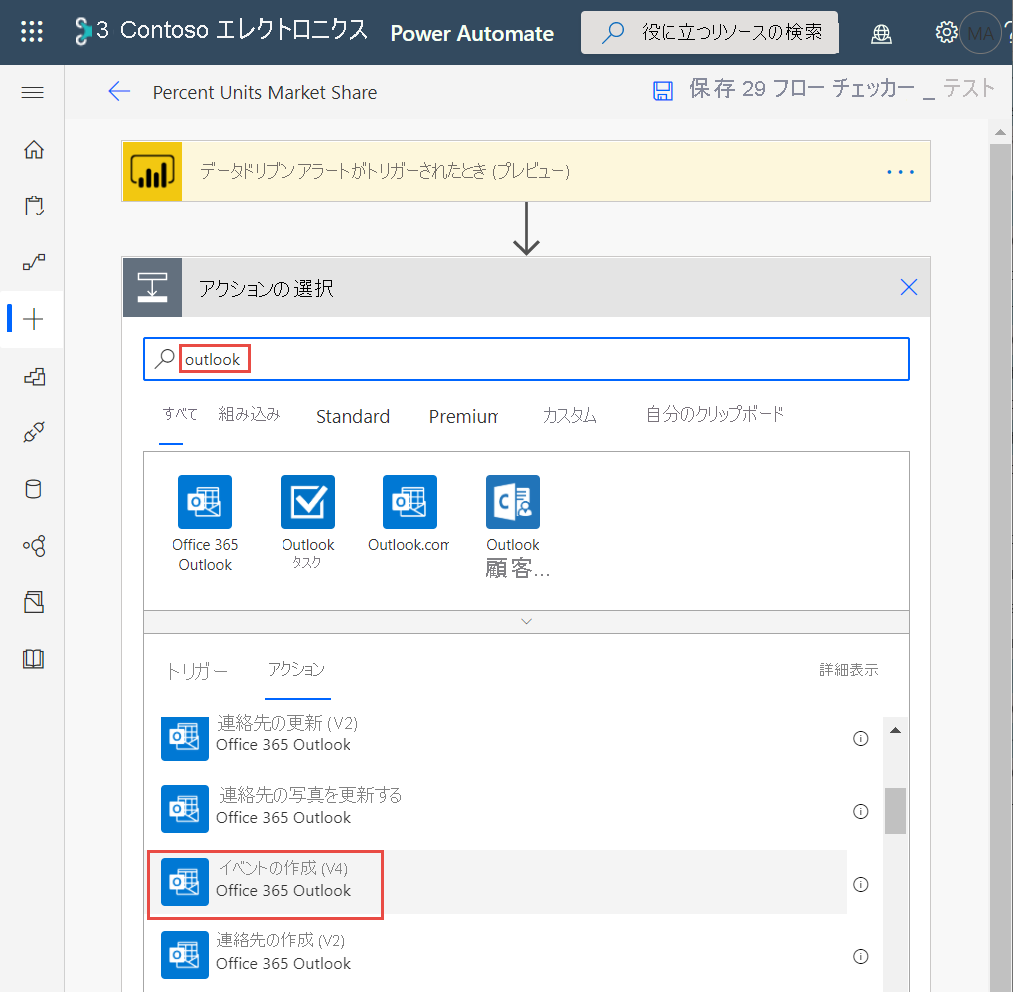 3 Contoso エレクトロニクス
Power Automate
役に立つリソースの検索
MA
?
Percent Units Market Share
保存 29 フロー チェッカー _ テスト
データドリブン アラートがトリガーされたとき (プレビュー)
アクションの選択
outlook
すべて 組み込み Standard Premium カスタム 自分のクリップボード
Office 365
Outlook
Outlook
タスク
Outlook.com
Outlook
顧客...
トリガー アクション 詳細表示
連絡先の更新 (V2)
Office 365 Outlook
連絡先の写真を更新する
Office 365 Outlook
イベントの作成 (V4)
Office 365 Outlook
連絡先の作成 (V2)
Office 365 Outlook